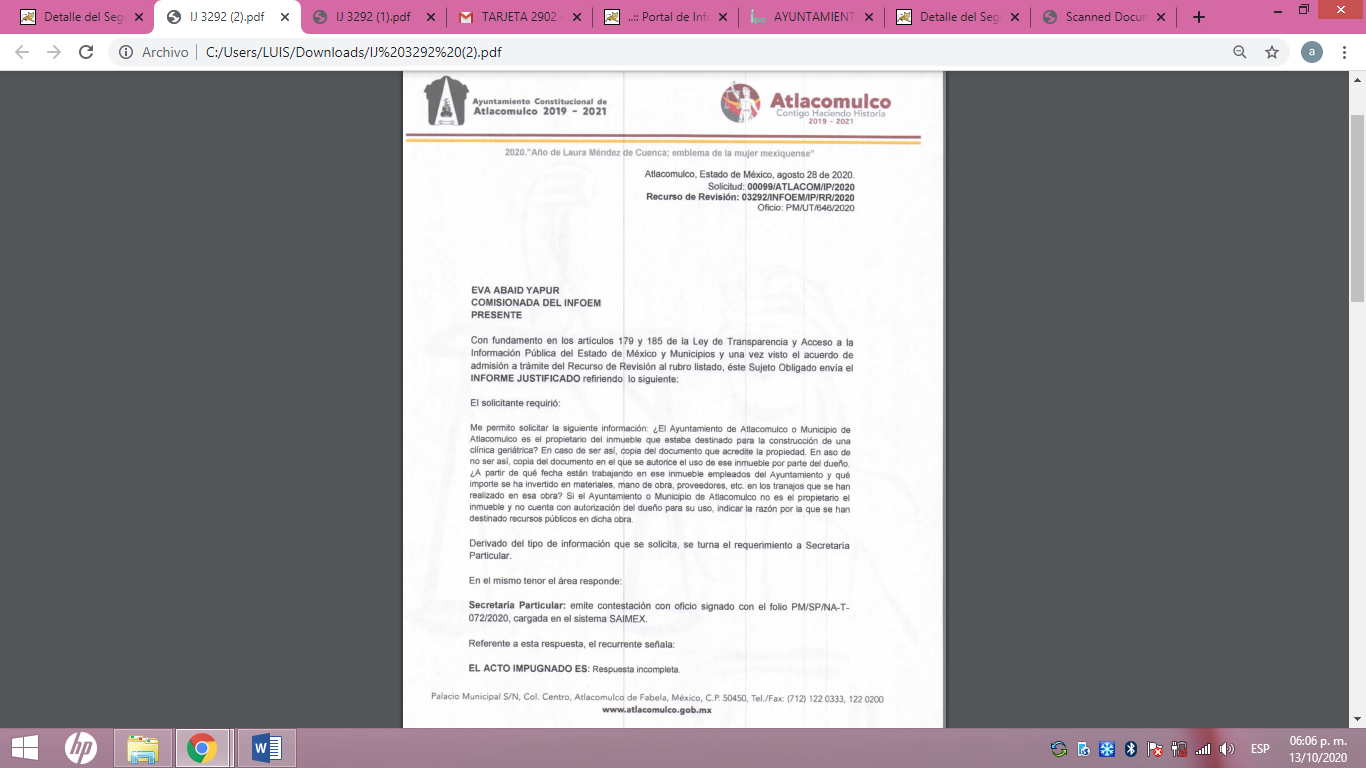 Detalle del Seg
IJ 3292 (2).pdf
IJ 3292 (1).pdf
TARJETA 2902 -
..:: Portal de Inf
ipo
AYUNTAMIENT
Detalle del Seg
Scanned Docum
Archivo
C:/Users/LUIS/Downloads/IJ%203292%20(2).pdf
a
Ayuntamiento Constitucional de
Atlacomulco 2019 - 2021
Atlacomulco
Contigo Haciendo Historia
2019 - 2021
2020."Año de Laura Méndez de Cuenca; emblema de la mujer mexiquense"
Atlacomulco, Estado de México, agosto 28 de 2020.
Solicitud: 00099/ATLACOM/IP/2020
Recurso de Revisión: 03292/INFOEM/IP/RR/2020
Oficio: PM/UT/646/2020
EVA ABAID YAPUR
COMISIONADA DEL INFOEM
PRESENTE
Con fundamento en los artículos 179 y 185 de la Ley de Transparencia y Acceso a la
Información Pública del Estado de México y Municipios y una vez visto el acuerdo de
admisión a trámite del Recurso de Revisión al rubro listado, éste Sujeto Obligado envía el
INFORME JUSTIFICADO refiriendo lo siguiente:
El solicitante requirió:
Me permito solicitar la siguiente información: ¿El Ayuntamiento de Atlacomulco o Municipio de
Atlacomulco es el propietario del inmueble que estaba destinado para la construcción de una
clínica geriátrica? En caso de ser así, copia del documento que acredite la propiedad. En aso de
no ser así, copia del documento en el que se autorice el uso de ese inmueble por parte del dueño.
¿A partir de qué fecha están trabajando en ese inmueble empleados del Ayuntamiento y qué
importe se ha invertido en materiales, mano de obra, proveedores, etc. en los tranajos que se han
realizado en esa obra? Si el Ayuntamiento o Municipio de Atlacomulco no es el propietario el
inmueble y no cuenta con autorización del dueño para su uso, indicar la razón por la que se han
destinado recursos públicos en dicha obra.
Derivado del tipo de información que se solicita, se turna el requerimiento a Secretaría
Particular.
En el mismo tenor el área responde:
Secretaría Particular: emite contestación con oficio signado con el folio PM/SP/NA-T-
072/2020, cargada en el sistema SAIMEX.
Referente a esta respuesta, el recurrente señala:
EL ACTO IMPUGNADO ES: Respuesta incompleta.
Palacio Municipal S/N, Col. Centro, Atlacomulco de Fabela, México, C.P. 50450, Tel./Fax: (712) 122 0333, 122 0200
www.atlacomulco.gob.mx
hp
ESP
06:06 p. m.
13/10/2020